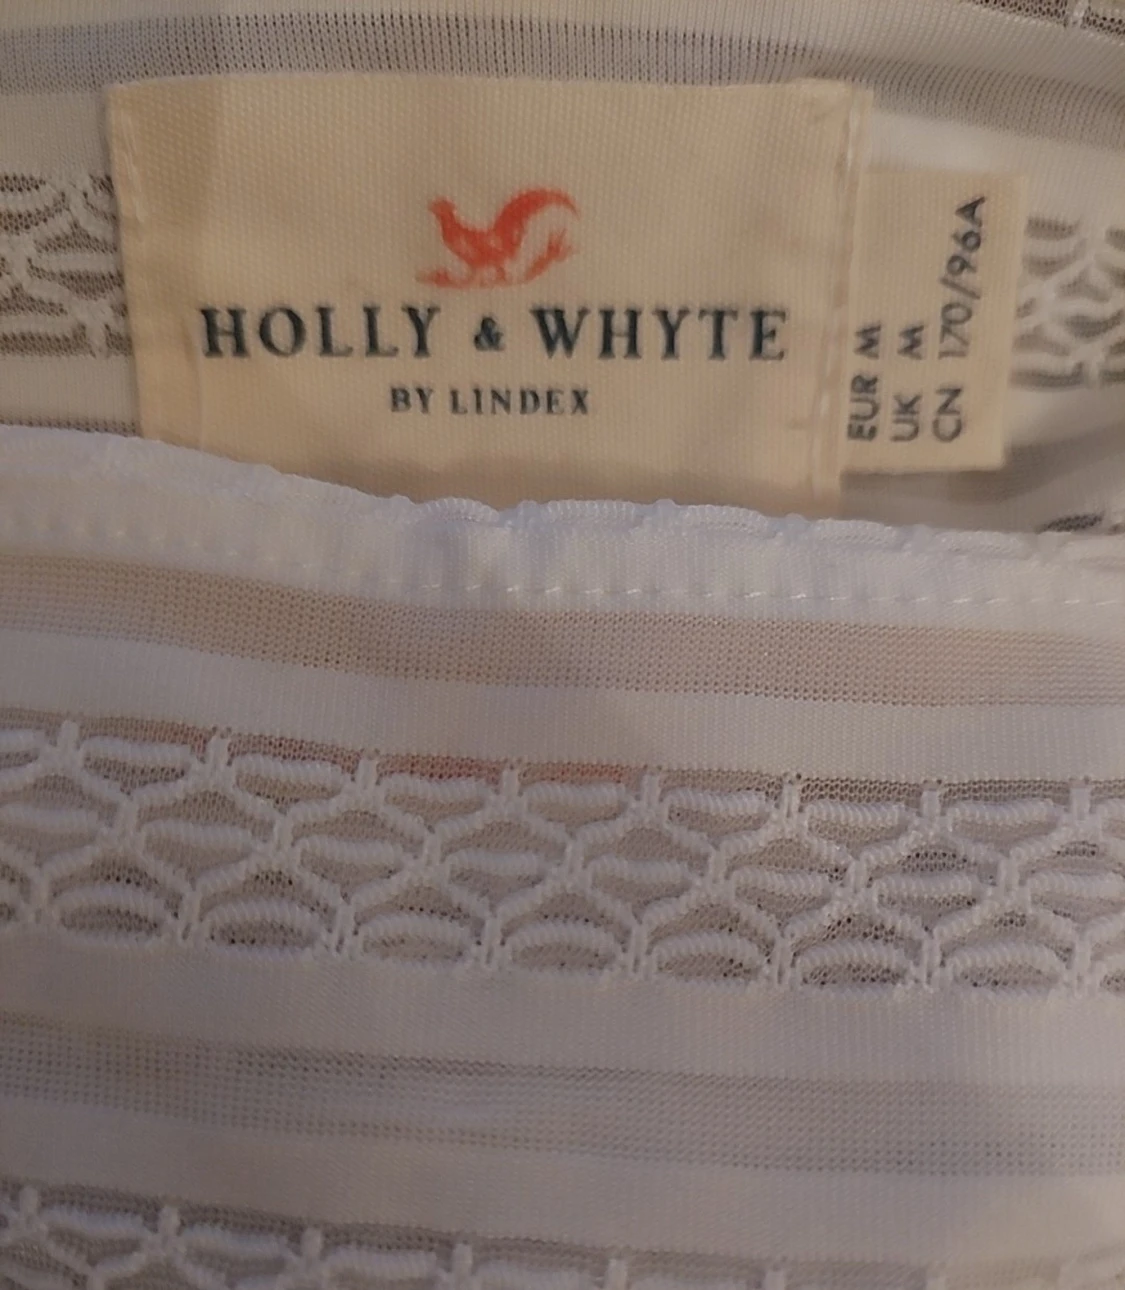 HOLLY & WHYTE
BY LINDEX
EUR M
UK M
CN 170/96A